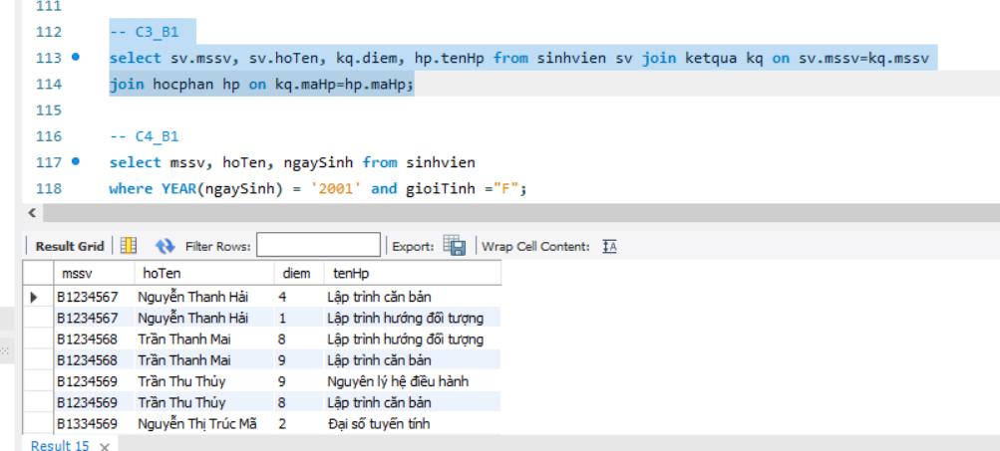 111
112 -- C3_B1
113 select sv.mssv, sv.hoTen, kq.diem, hp.tenHp from sinhvien sv join ketqua kq on sv.mssv=kq.mssv
114 join hocphan hp on kq.maHp=hp.maHp;
115
116 -- C4_B1
117 select mssv, hoTen, ngaySinh from sinhvien
118 where YEAR(ngaySinh) = '2001' and gioiTinh ="F";
Result Grid Filter Rows: Export: Wrap Cell Content:
mssv hoTen diem tenHp
B1234567 Nguyễn Thanh Hải 4 Lập trình căn bản
B1234567 Nguyễn Thanh Hải 1 Lập trình hướng đối tượng
B1234568 Trần Thanh Mai 8 Lập trình hướng đối tượng
B1234568 Trần Thanh Mai 9 Lập trình căn bản
B1234569 Trần Thu Thủy 9 Nguyên lý hệ điều hành
B1234569 Trần Thu Thủy 8 Lập trình căn bản
B1334569 Nguyễn Thị Trúc Mã 2 Đại số tuyến tính
Result 15